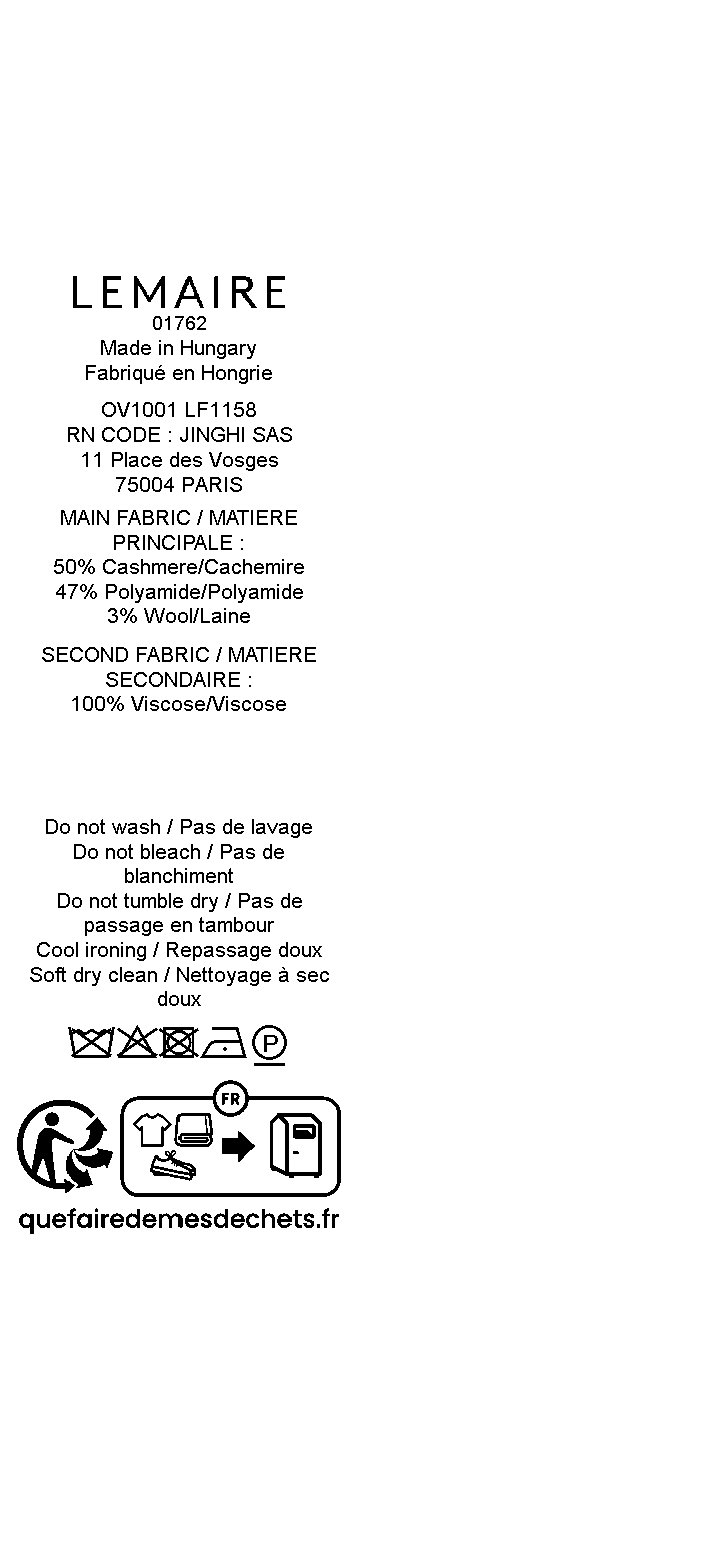 LEMAIRE
01762
Made in Hungary
Fabriqué en Hongrie
OV1001 LF1158
RN CODE : JINGHI SAS
11 Place des Vosges
75004 PARIS
MAIN FABRIC / MATIERE
PRINCIPALE :
50% Cashmere/Cachemire
47% Polyamide/Polyamide
3% Wool/Laine
SECOND FABRIC / MATIERE
SECONDAIRE :
100% Viscose/Viscose
Do not wash / Pas de lavage
Do not bleach / Pas de
blanchiment
Do not tumble dry / Pas de
passage en tambour
Cool ironing / Repassage doux
Soft dry clean / Nettoyage à sec
doux
P
FR
quefairedemesdechets.fr